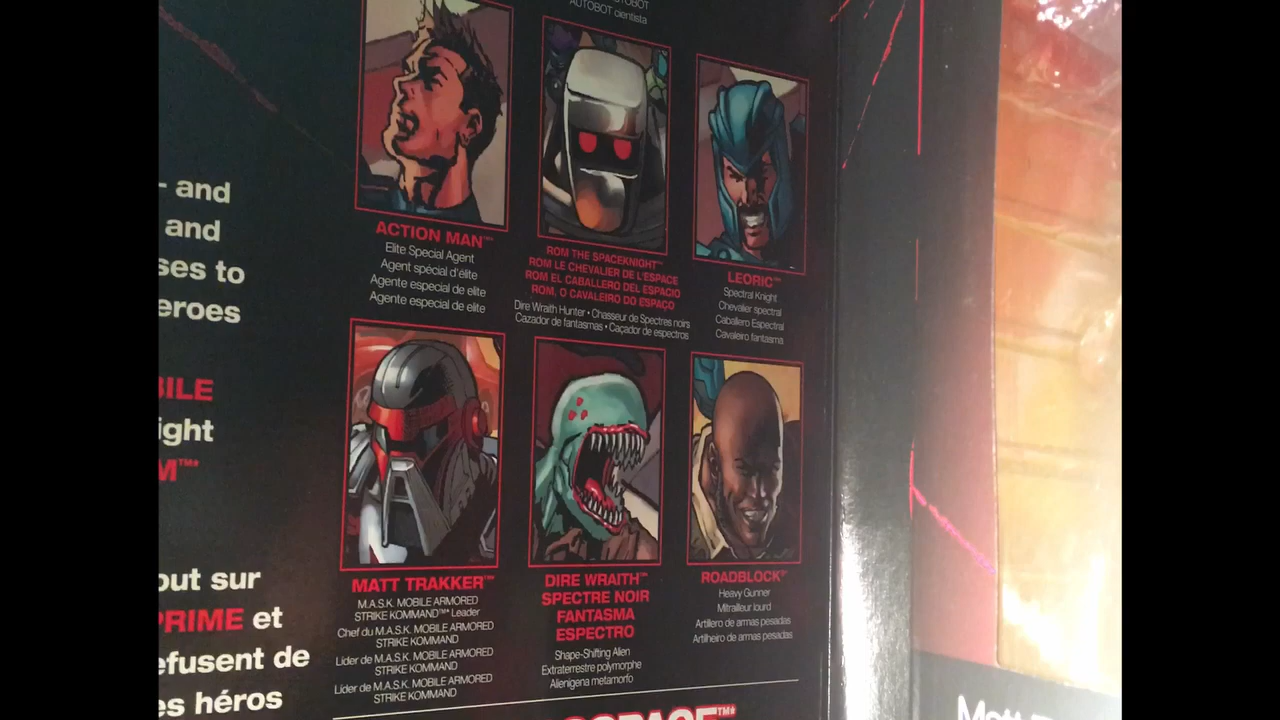 AUTOBOT cientista
- and
and
ses to
eroes
BILE
ight
M™*
out sur
PRIME et
efusent de
es héros
ACTION MAN™
Elite Special Agent
Agent spécial d'élite
Agente especial de elite
Agente especial de elite
ROM THE SPACEKNIGHT™
ROM LE CHEVALIER DE L'ESPACE
ROM EL CABALLERO DEL ESPACIO
ROM, O CAVALEIRO DO ESPAÇO
Dire Wraith Hunter • Chasseur de Spectres noirs
Cazador de fantasmas • Caçador de espectros
LEORIC™
Spectral Knight
Chevalier spectral
Caballero Espectral
Cavaleiro fantasma
MATT TRAKKER™
M.A.S.K. MOBILE ARMORED
STRIKE KOMMAND™* Leader
Chef du M.A.S.K. MOBILE ARMORED
STRIKE KOMMAND
Líder de M.A.S.K. MOBILE ARMORED
STRIKE KOMMAND
Líder de M.A.S.K. MOBILE ARMORED
STRIKE KOMMAND
DIRE WRAITH™
SPECTRE NOIR
FANTASMA
ESPECTRO
Shape-Shifting Alien
Extraterrestre polymorphe
Alienígena metamorfo
ROADBLOCK™
Heavy Gunner
Mitrailleur lourd
Artillero de armas pesadas
Artilheiro de armas pesadas
Matt